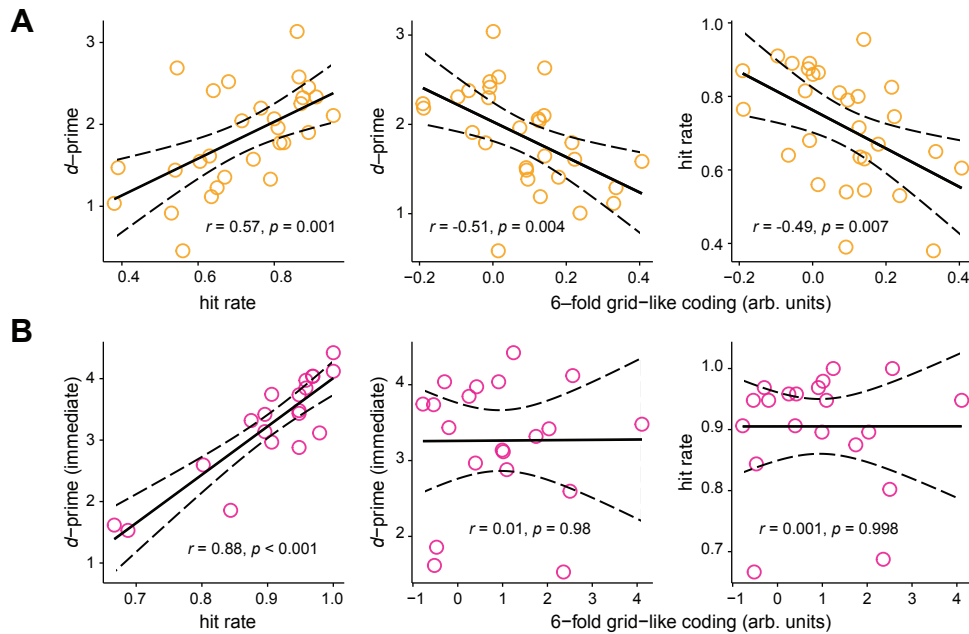 A
d–prime
3
2
1
r = 0.57, p = 0.001
0.4
0.6
0.8
hit rate
d–prime
3
2
1
r = -0.51, p = 0.004
−0.2
0.0
0.2
0.4
hit rate
1.0
0.8
0.6
0.4
r = -0.49, p = 0.007
−0.2
0.0
0.2
0.4
6–fold grid-like coding (arb. units)
B
d–prime (immediate)
4
3
2
1
r = 0.88, p < 0.001
0.7
0.8
0.9
1.0
hit rate
d–prime (immediate)
4
3
2
r = 0.01, p = 0.98
−1
0
1
2
3
4
hit rate
1.0
0.9
0.8
0.7
r = 0.001, p = 0.998
−1
0
1
2
3
4
6–fold grid-like coding (arb. units)